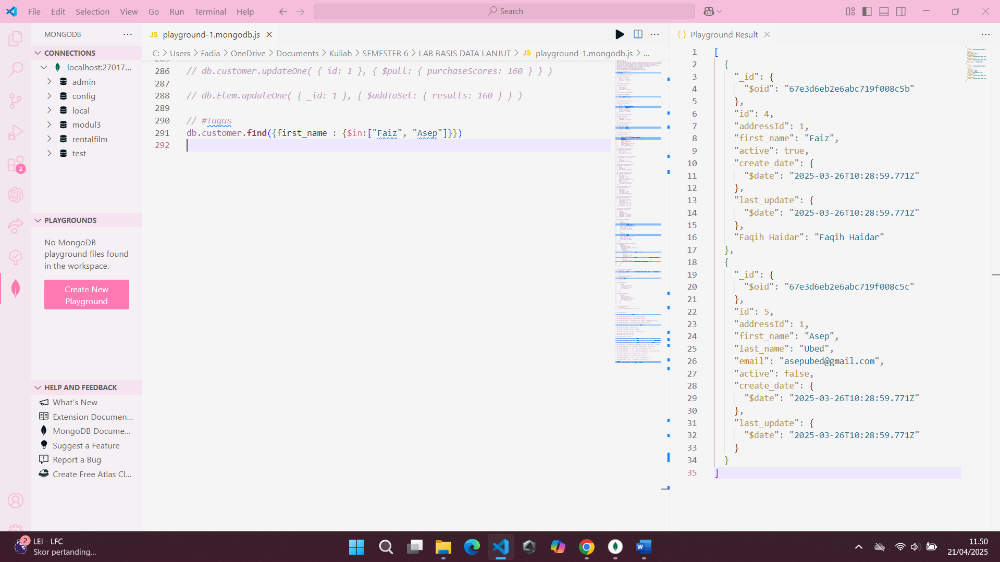 File Edit Selection View Go Run Terminal Help
Search
MONGODB
CONNECTIONS
localhost:27017...
admin
config
local
modul3
rentalfilm
test
PLAYGROUNDS
No MongoDB
playground files found
in the workspace.
Create New
Playground
HELP AND FEEDBACK
What's New
Extension Documen...
MongoDB Docume...
Suggest a Feature
Report a Bug
Create Free Atlas Cl...
2
JS playground-1.mongodb.js
C: > Users > Fadia > OneDrive > Documents > Kuliah > SEMESTER 6 > LAB BASIS DATA LANJUT > JS playground-1.mongodb.js > ...
286 // db.customer.updateOne( { id: 1 }, { $pull: { purchaseScores: 160 } } )
287
288 // db.Elem.updateOne( { _id: 1 }, { $addToSet: { results: 160 } } )
289
290 // #Tugas
291 db.customer.find({first_name : {$in:["Faiz", "Asep"]}})
292
{ } Playground Result
1 [
2 {
3 "_id": {
4 "$oid": "67e3d6eb2e6abc719f008c5b"
5 },
6 "id": 4,
7 "addressId": 1,
8 "first_name": "Faiz",
9 "active": true,
10 "create_date": {
11 "$date": "2025-03-26T10:28:59.771Z"
12 },
13 "last_update": {
14 "$date": "2025-03-26T10:28:59.771Z"
15 },
16 "Faqih Haidar": "Faqih Haidar"
17 },
18 {
19 "_id": {
20 "$oid": "67e3d6eb2e6abc719f008c5c"
21 },
22 "id": 5,
23 "addressId": 1,
24 "first_name": "Asep",
25 "last_name": "Ubed",
26 "email": "asepubed@gmail.com",
27 "active": false,
28 "create_date": {
29 "$date": "2025-03-26T10:28:59.771Z"
30 },
31 "last_update": {
32 "$date": "2025-03-26T10:28:59.771Z"
33 }
34 }
35 ]
2
LEI - LFC
Skor pertanding...
11.50
21/04/2025